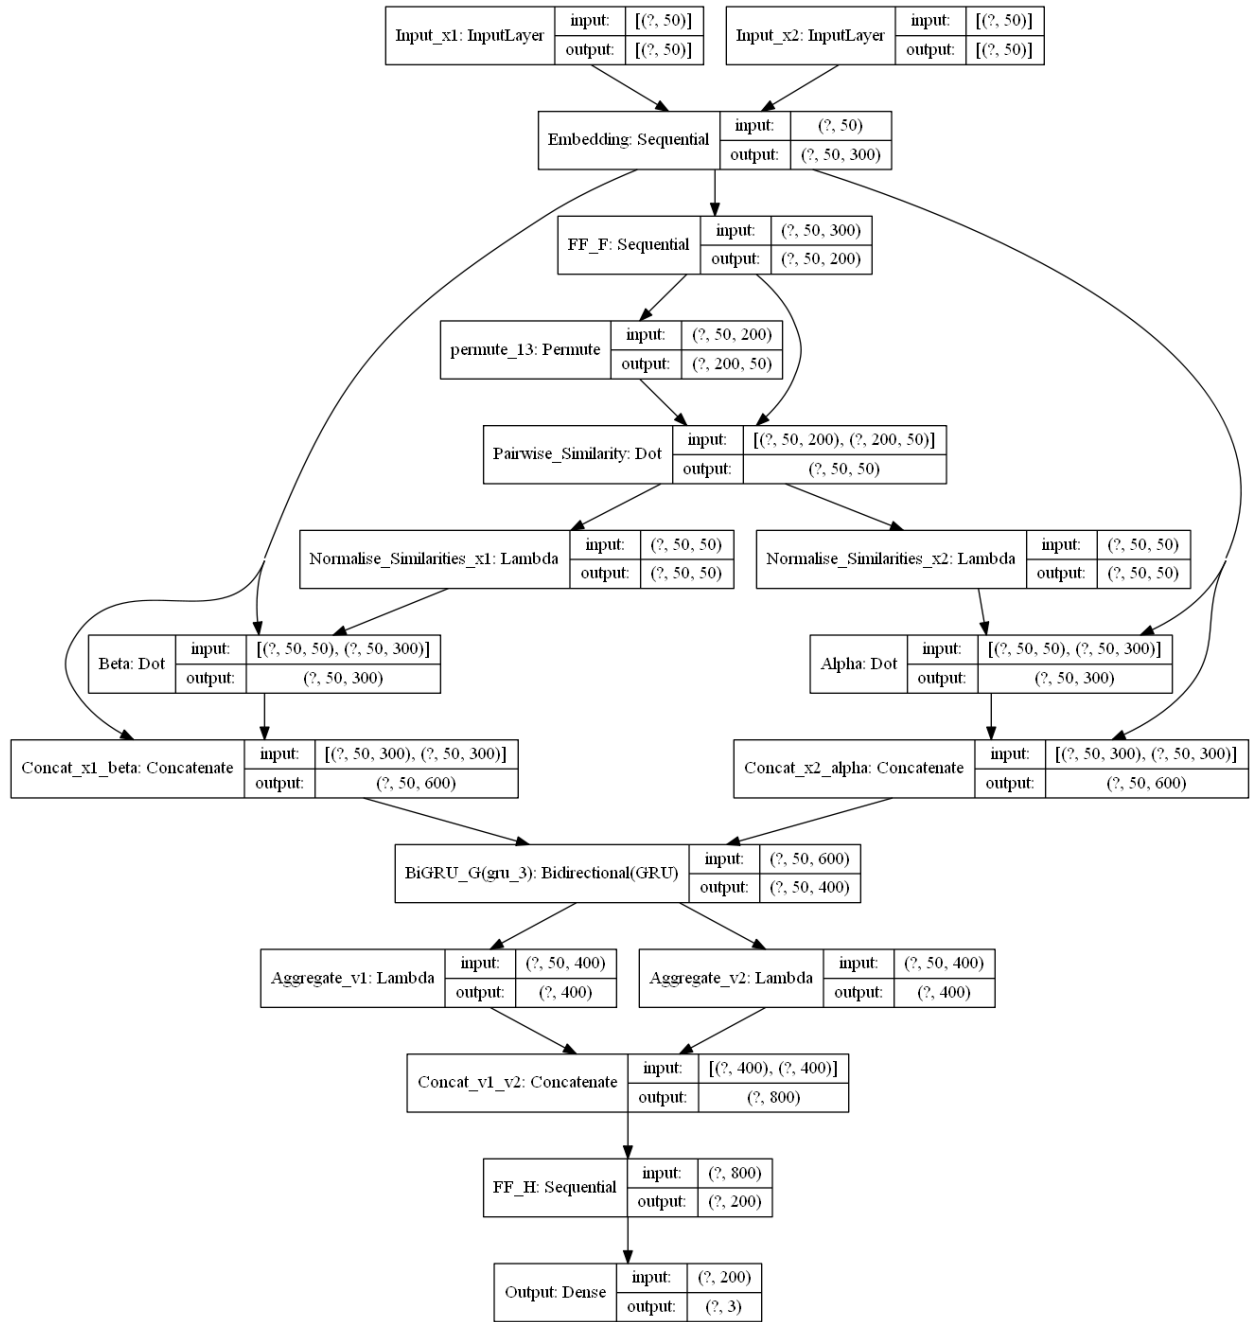 Input_x1: InputLayer input: [(?, 50)] output: [(?, 50)]
Input_x2: InputLayer input: [(?, 50)] output: [(?, 50)]
Embedding: Sequential input: (?, 50) output: (?, 50, 300)
FF_F: Sequential input: (?, 50, 300) output: (?, 50, 200)
permute_13: Permute input: (?, 50, 200) output: (?, 200, 50)
Pairwise_Similarity: Dot input: [(?, 50, 200), (?, 200, 50)] output: (?, 50, 50)
Normalise_Similarities_x1: Lambda input: (?, 50, 50) output: (?, 50, 50)
Normalise_Similarities_x2: Lambda input: (?, 50, 50) output: (?, 50, 50)
Beta: Dot input: [(?, 50, 50), (?, 50, 300)] output: (?, 50, 300)
Alpha: Dot input: [(?, 50, 50), (?, 50, 300)] output: (?, 50, 300)
Concat_x1_beta: Concatenate input: [(?, 50, 300), (?, 50, 300)] output: (?, 50, 600)
Concat_x2_alpha: Concatenate input: [(?, 50, 300), (?, 50, 300)] output: (?, 50, 600)
BiGRU_G(gru_3): Bidirectional(GRU) input: (?, 50, 600) output: (?, 50, 400)
Aggregate_v1: Lambda input: (?, 50, 400) output: (?, 400)
Aggregate_v2: Lambda input: (?, 50, 400) output: (?, 400)
Concat_v1_v2: Concatenate input: [(?, 400), (?, 400)] output: (?, 800)
FF_H: Sequential input: (?, 800) output: (?, 200)
Output: Dense input: (?, 200) output: (?, 3)